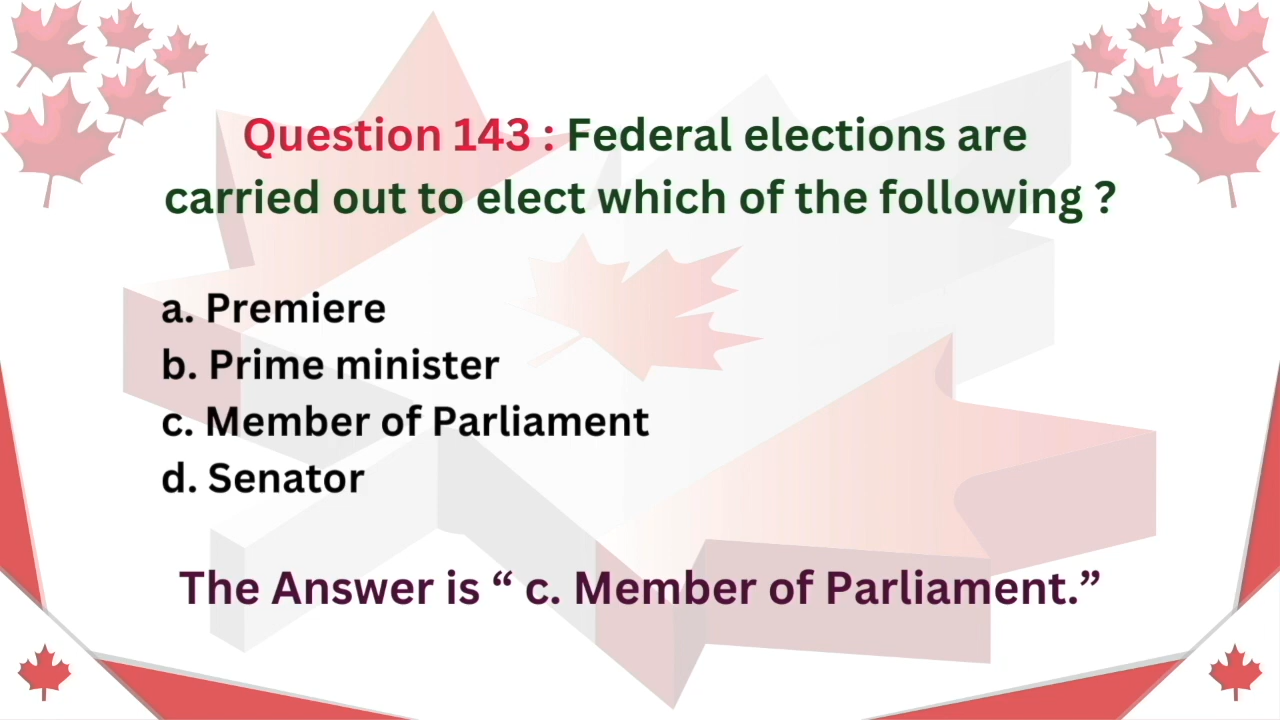 Question 143 : Federal elections are
carried out to elect which of the following ?
a. Premiere
b. Prime minister
c. Member of Parliament
d. Senator
The Answer is “ c. Member of Parliament.”